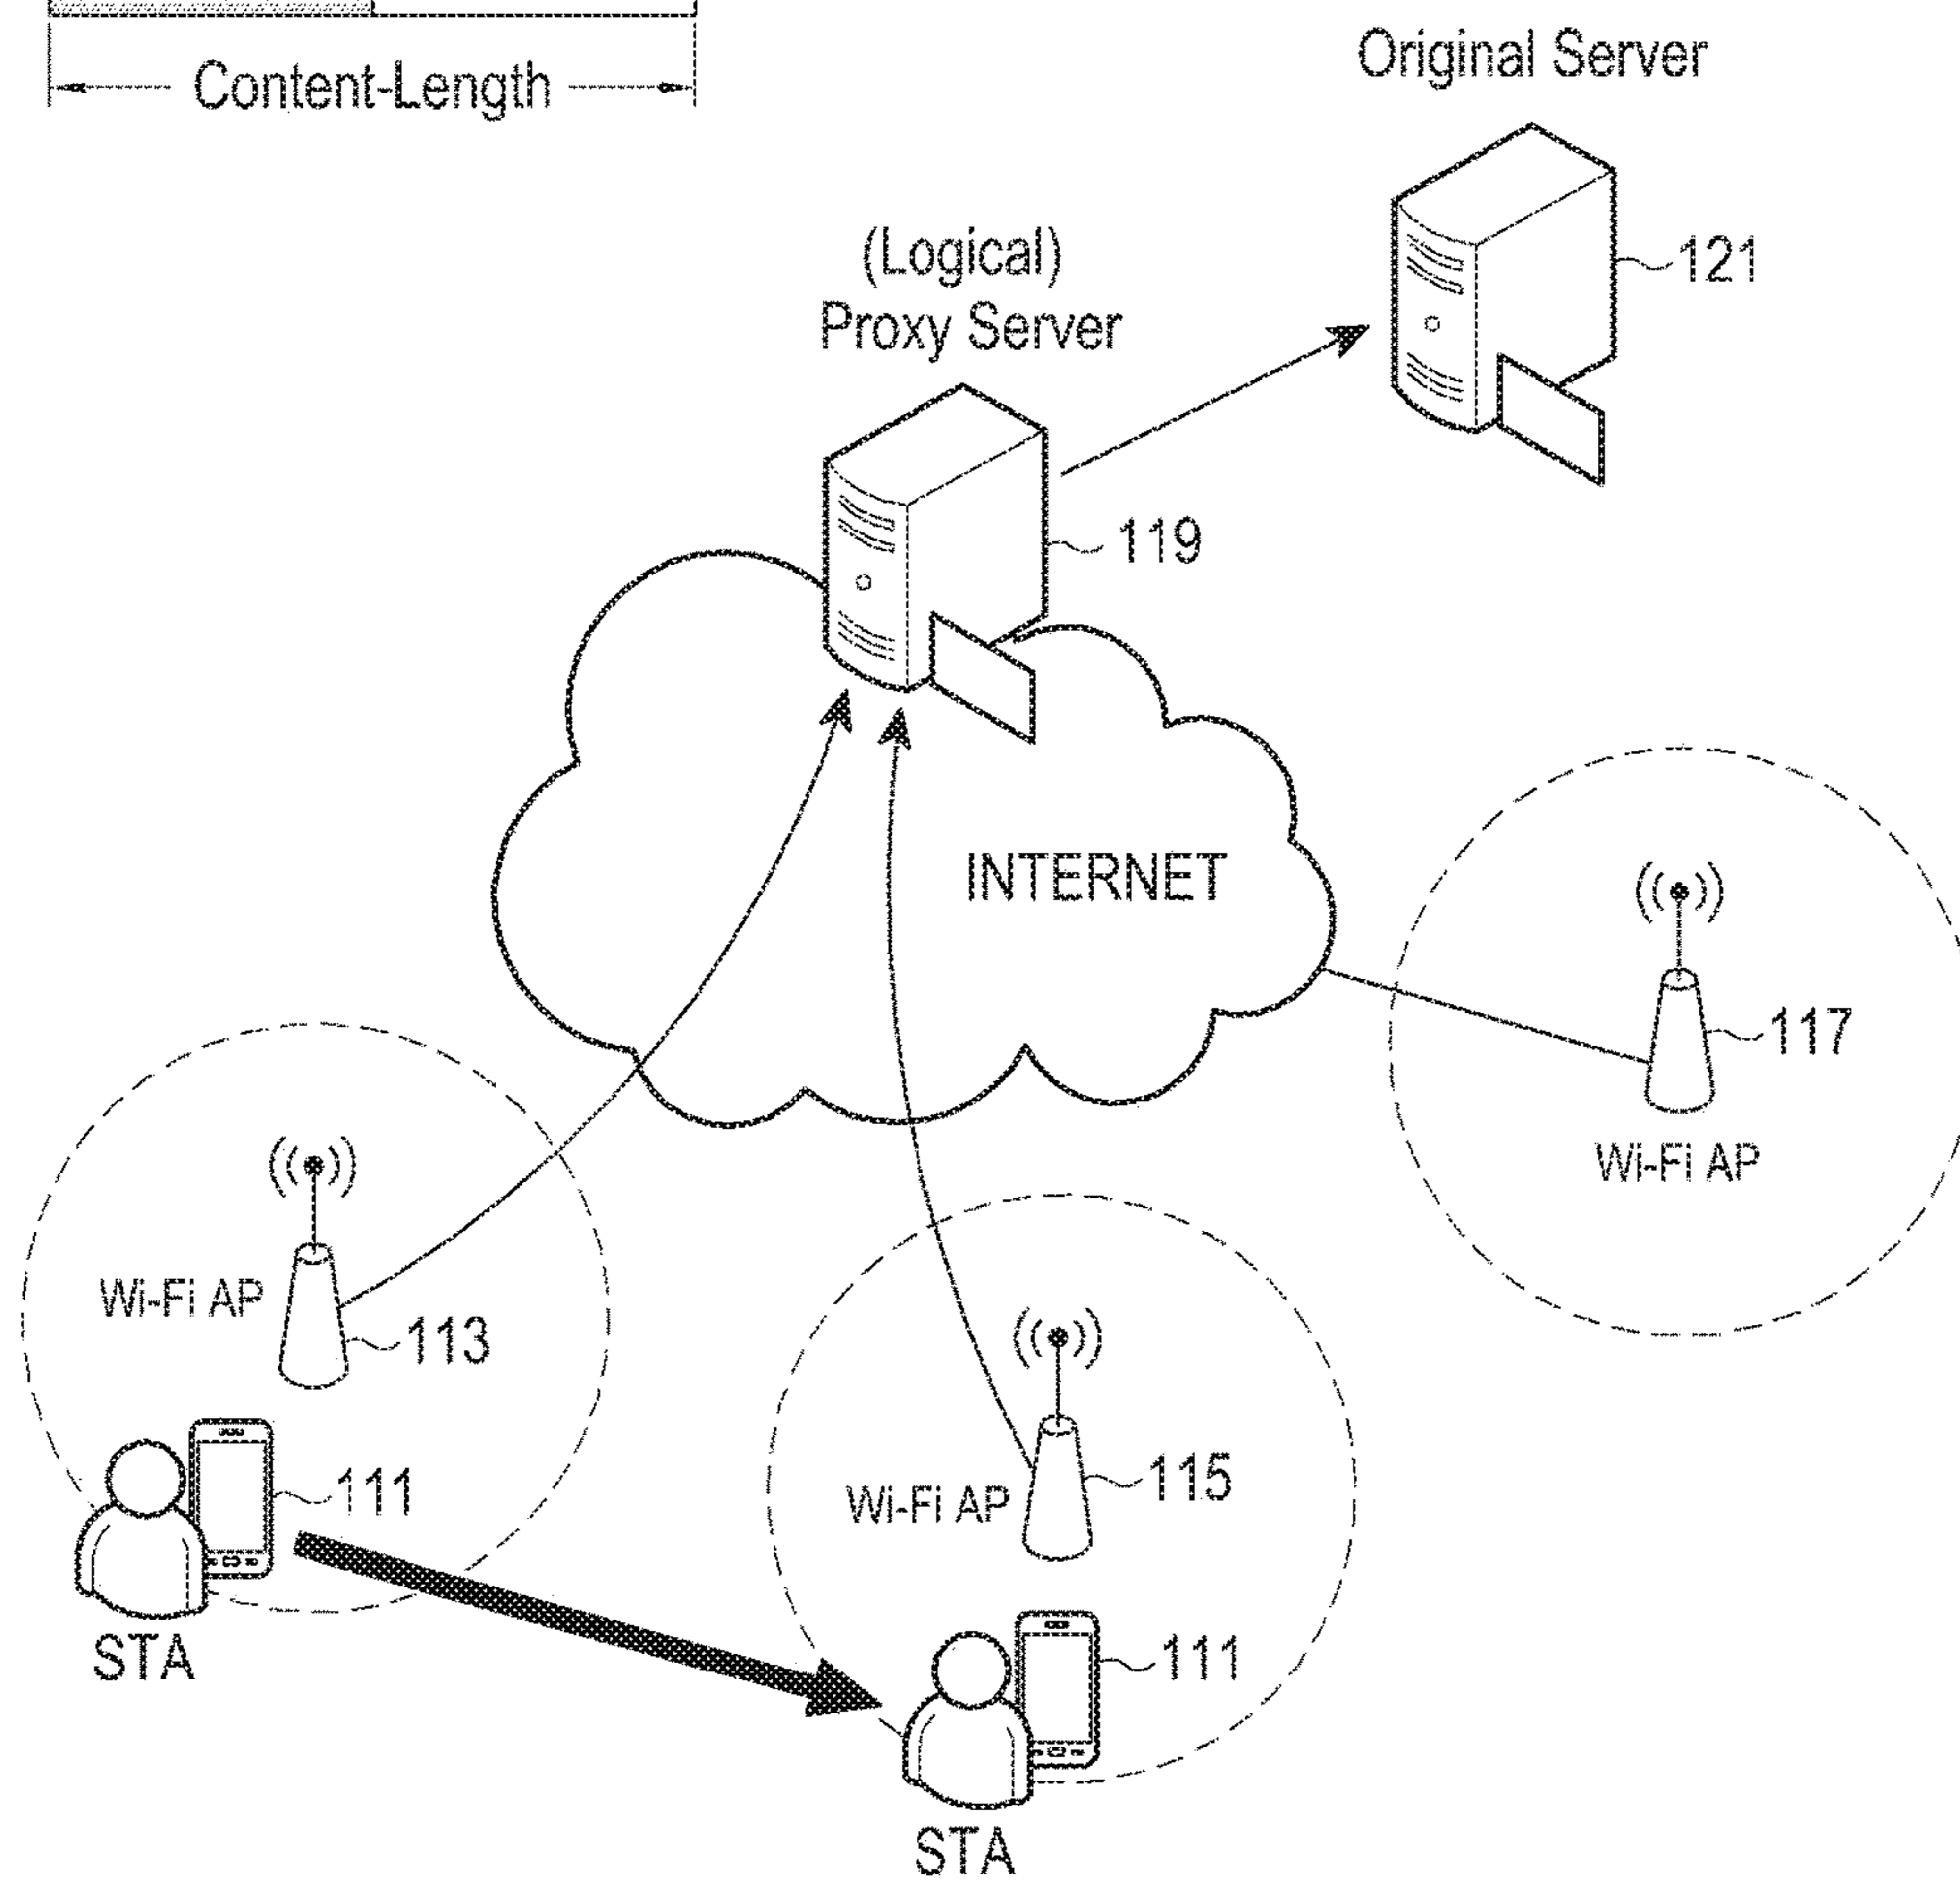 Content-Length
Original Server
121
(Logical)
Proxy Server
119
INTERNET
117
Wi-Fi AP
Wi-Fi AP
113
111
STA
115
Wi-Fi AP
111
STA